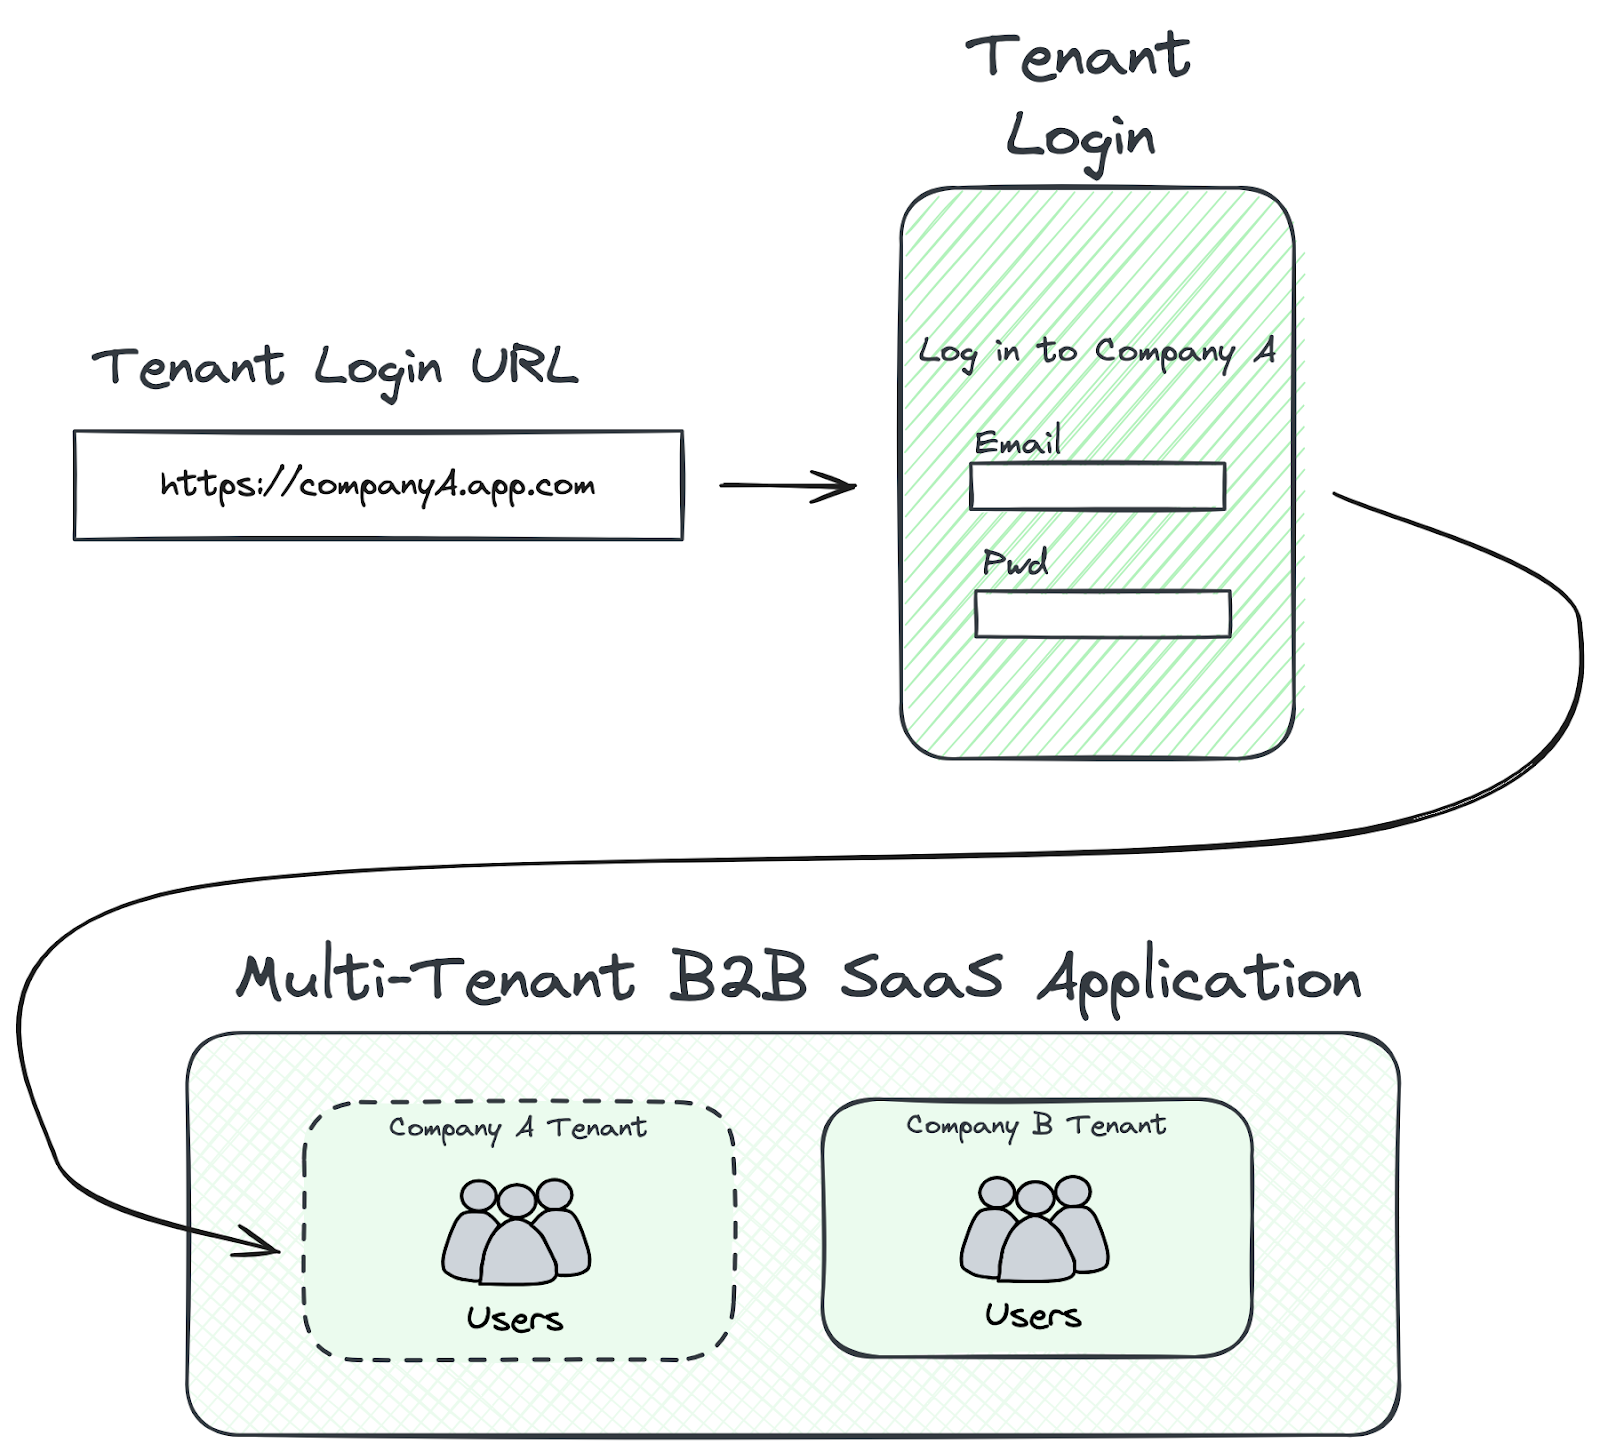 Tenant
Login
Tenant Login URL
https://companyA.app.com
Log in to Company A
Email
Pwd
Multi-Tenant B2B SaaS Application
Company A Tenant
Users
Company B Tenant
Users